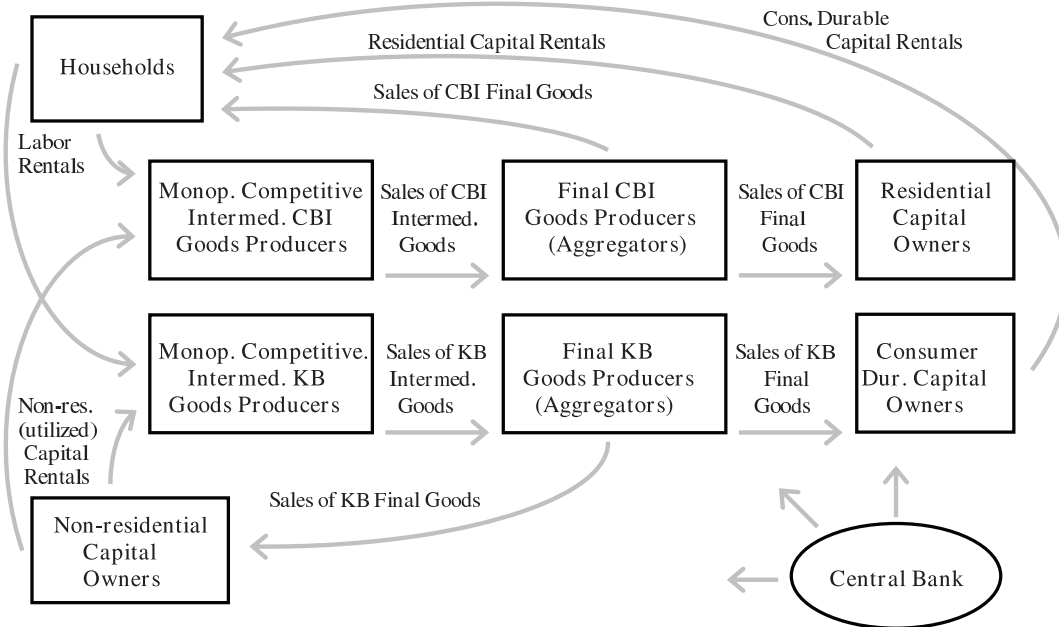 Cons. Durable
Capital Rentals
Residential Capital Rentals
Households
Sales of CBI Final Goods
Labor
Rentals
Monop. Competitive
Intermed. CBI
Goods Producers
Sales of CBI
Intermed.
Goods
Final CBI
Goods Producers
(Aggregators)
Sales of CBI
Final
Goods
Residential
Capital
Owners
Monop. Competitive.
Intermed. KB
Goods Producers
Sales of KB
Intermed.
Goods
Final KB
Goods Producers
(Aggregators)
Sales of KB
Final
Goods
Consumer
Dur. Capital
Owners
Non-res.
(utilized)
Capital
Rentals
Sales of KB Final Goods
Non-residential
Capital
Owners
Central Bank